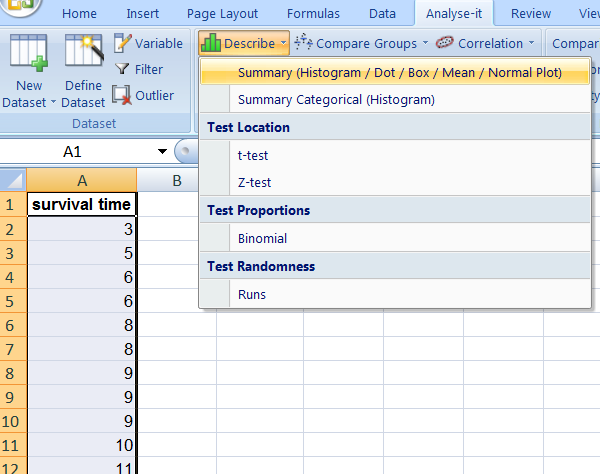 Home Insert Page Layout Formulas Data Analyse-it Review
Variable
Filter
Outlier
New Dataset
Define Dataset
Dataset
Describe Compare Groups Correlation Compar
Summary (Histogram / Dot / Box / Mean / Normal Plot)
Summary Categorical (Histogram)
Test Location
t-test
Z-test
Test Proportions
Binomial
Test Randomness
Runs
A1
A B
1 survival time
2 3
3 5
4 6
5 6
6 8
7 8
8 9
9 9
10 9
11 10
12 11